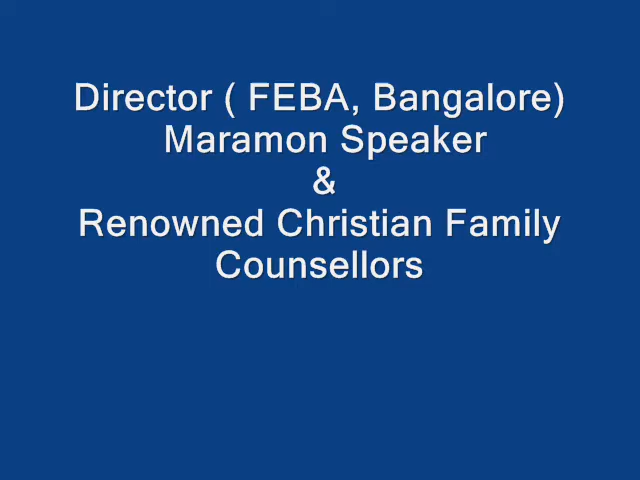 Director ( FEBA, Bangalore)
Maramon Speaker
&
Renowned Christian Family
Counsellors